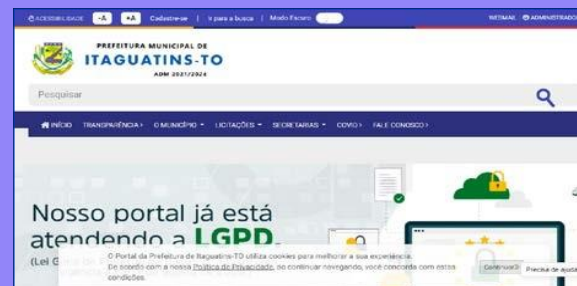 ACESSIBILIDADE -A +A Cadastre-se | Ir para a busca | Modo Escuro WEBMAIL ADMINISTRADO
PREFEITURA MUNICIPAL DE
ITAGUATINS-TO
ADM 2021/2024
Pesquisar
INÍCIO TRANSPARÊNCIA O MUNICÍPIO LICITAÇÕES SECRETARIAS COVID FALE CONOSCO
Nosso portal já está
atendendo a LGPD.
(Lei G
O Portal da Prefeitura de Itaguatins-TO utiliza cookies para melhorar a sua experiência.
De acordo com a nossa Política de Privacidade, ao continuar navegando, você concorda com estas
condições.
Continuar
Precisa de ajuda